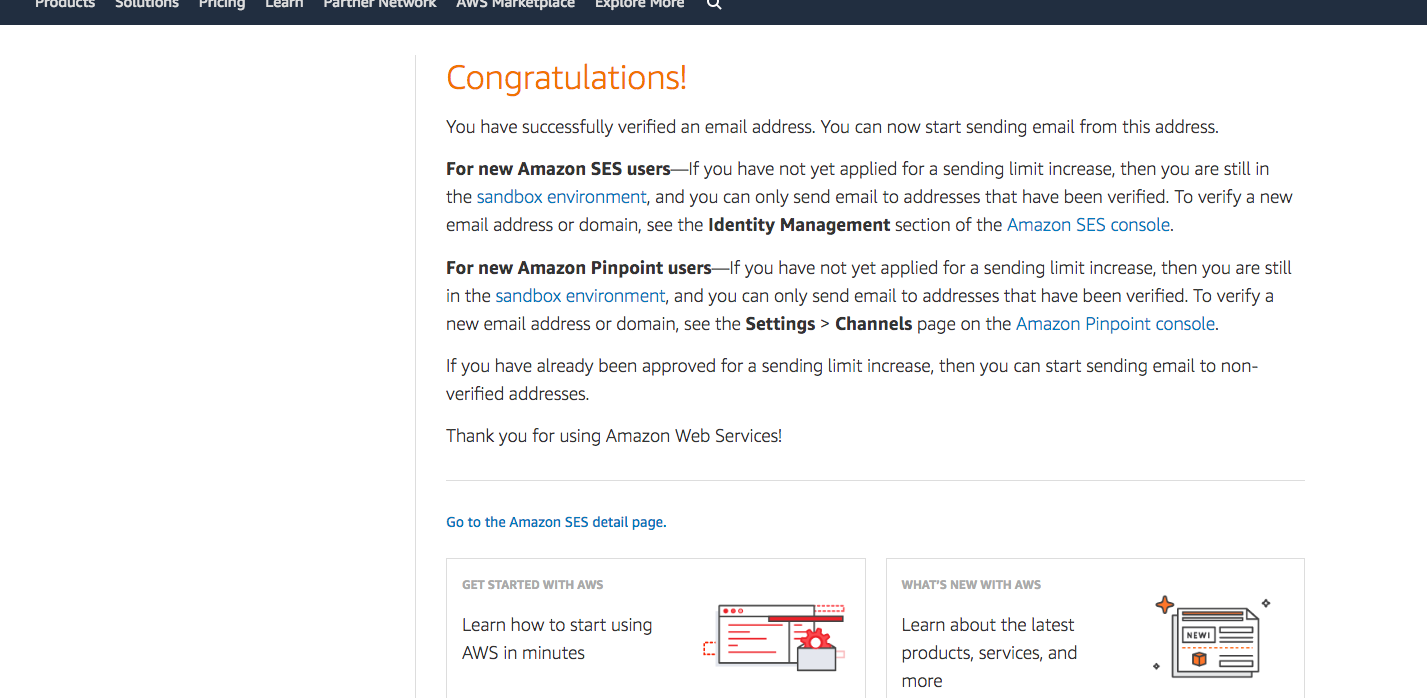 Products Solutions Pricing Learn Partner Network AWS Marketplace Explore More
Congratulations!
You have successfully verified an email address. You can now start sending email from this address.
For new Amazon SES users—If you have not yet applied for a sending limit increase, then you are still in
the sandbox environment, and you can only send email to addresses that have been verified. To verify a new
email address or domain, see the Identity Management section of the Amazon SES console.
For new Amazon Pinpoint users—If you have not yet applied for a sending limit increase, then you are still
in the sandbox environment, and you can only send email to addresses that have been verified. To verify a
new email address or domain, see the Settings > Channels page on the Amazon Pinpoint console.
If you have already been approved for a sending limit increase, then you can start sending email to non-
verified addresses.
Thank you for using Amazon Web Services!
Go to the Amazon SES detail page.
GET STARTED WITH AWS
Learn how to start using
AWS in minutes
WHAT'S NEW WITH AWS
Learn about the latest
products, services, and
more
NEW!